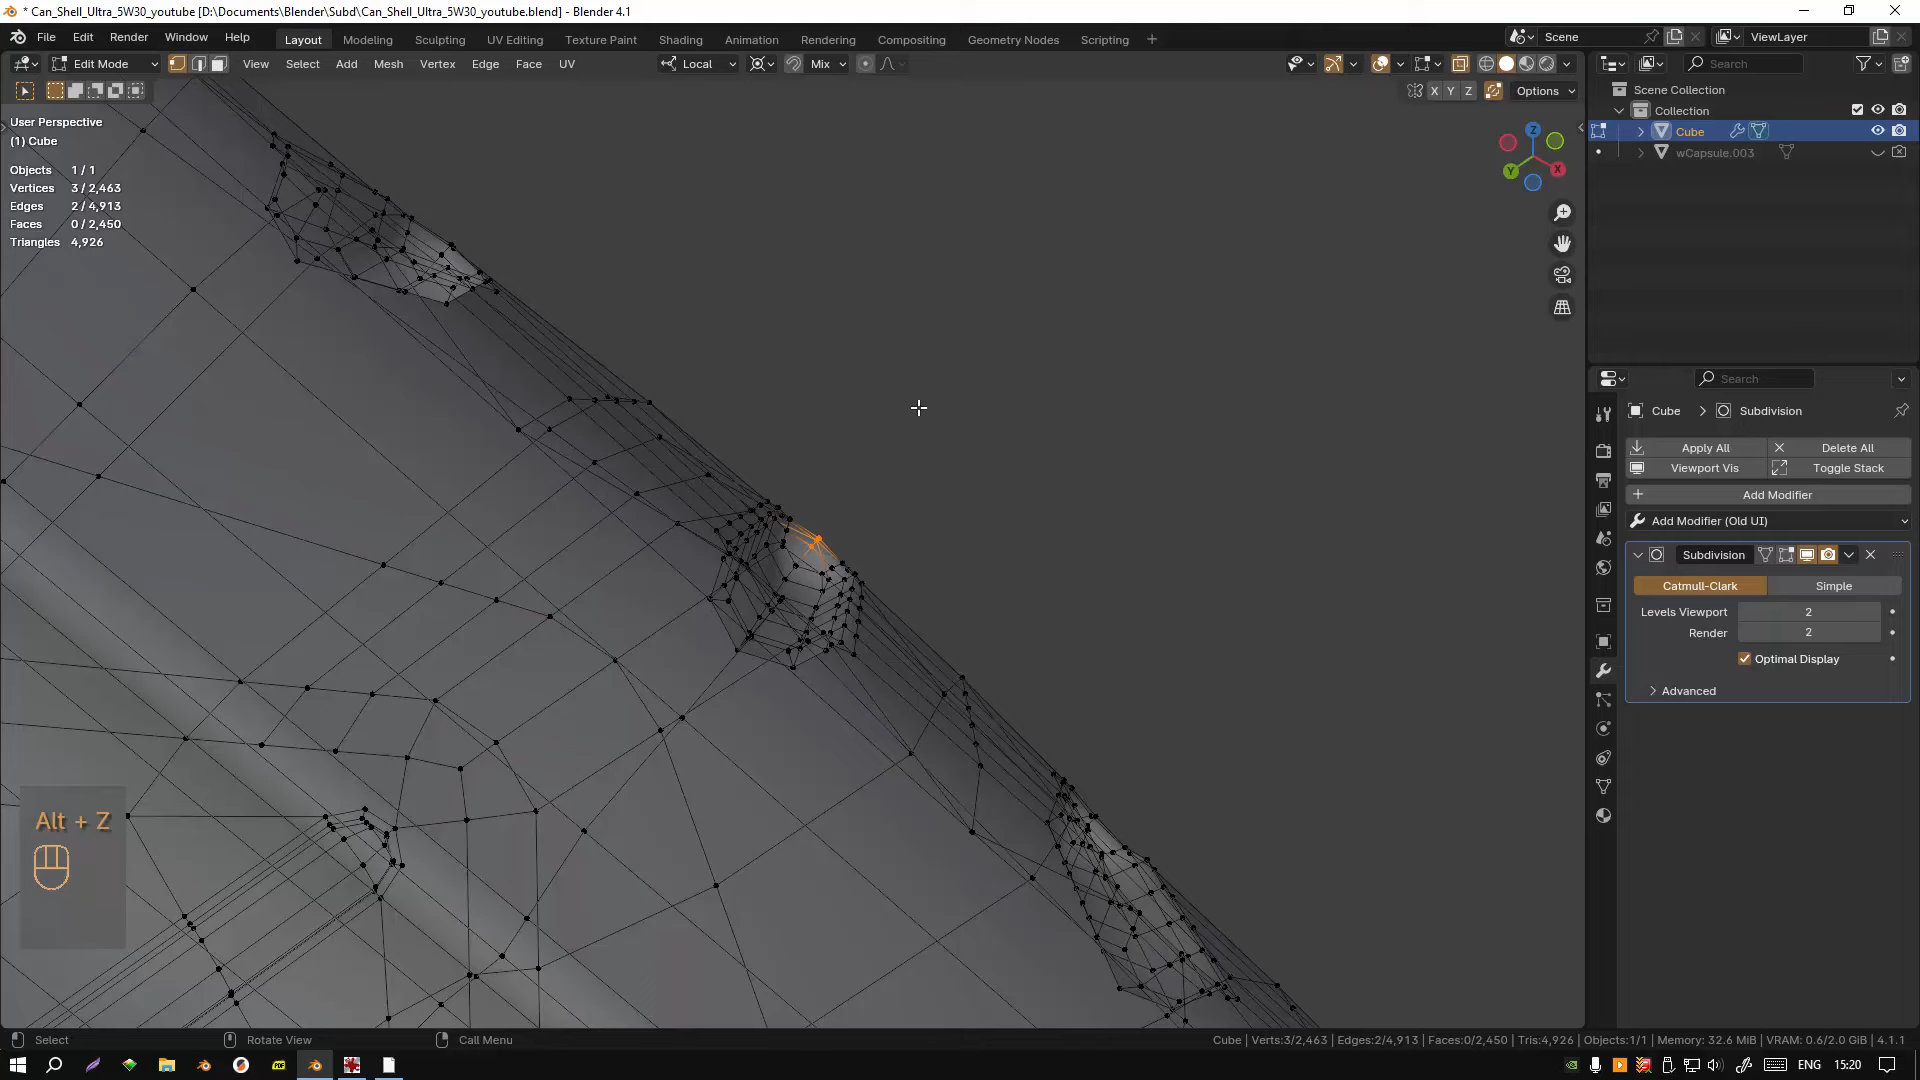 * Can_Shell_Ultra_5W30_youtube [D:\Documents\Blender\Subd\Can_Shell_Ultra_5W30_youtube.blend] - Blender 4.1
File Edit Render Window Help Layout Modeling Sculpting UV Editing Texture Paint Shading Animation Rendering Compositing Geometry Nodes Scripting + Scene ViewLayer
Edit Mode View Select Add Mesh Vertex Edge Face UV Local Mix Search
X Y Z Options
User Perspective
(1) Cube
Objects 1 / 1
Vertices 3 / 2,463
Edges 2 / 4,913
Faces 0 / 2,450
Triangles 4,926
Z
Y
X
Alt + Z
Scene Collection
Collection
Cube
wCapsule.003
Search
Cube > Subdivision
Apply All Delete All
Viewport Vis Toggle Stack
Add Modifier
Add Modifier (Old UI)
Subdivision
Catmull-Clark Simple
Levels Viewport 2
Render 2
Optimal Display
Advanced
Select Rotate View Call Menu Cube | Verts:3/2,463 | Edges:2/4,913 | Faces:0/2,450 | Tris:4,926 | Objects:1/1 | Memory: 32.6 MiB | VRAM: 0.6/2.0 GiB | 4.1.1
ENG 15:20